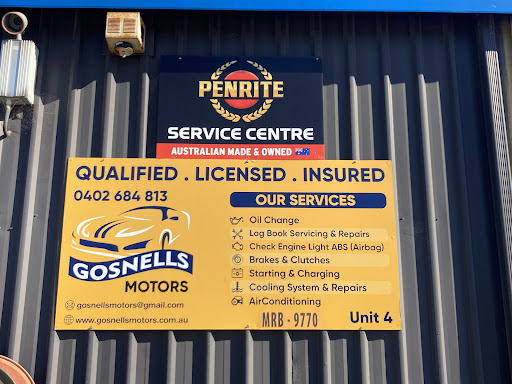 PENRITE
SERVICE CENTRE
AUSTRALIAN MADE & OWNED
QUALIFIED . LICENSED . INSURED
0402 684 813
OUR SERVICES
Oil Change
Log Book Servicing & Repairs
Check Engine Light ABS (Airbag)
Brakes & Clutches
Starting & Charging
Cooling System & Repairs
AirConditioning
GOSNELLS
MOTORS
gosnellsmotors@gmail.com
www.gosnellsmotors.com.au
MRB - 9770
Unit 4